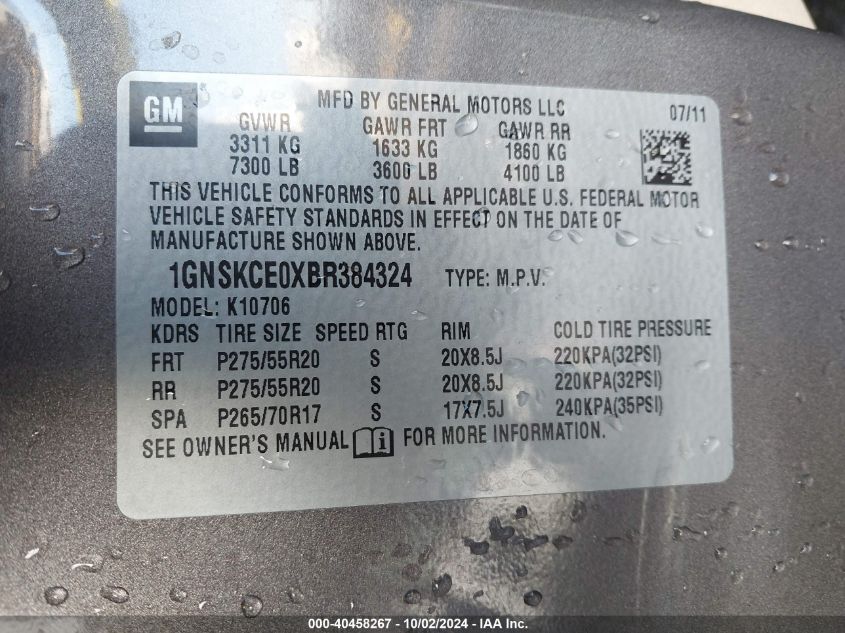 GM
MFD BY GENERAL MOTORS LLC 07/11
GVWR GAWR FRT GAWR RR
3311 KG 1633 KG 1860 KG
7300 LB 3600 LB 4100 LB
THIS VEHICLE CONFORMS TO ALL APPLICABLE U.S. FEDERAL MOTOR
VEHICLE SAFETY STANDARDS IN EFFECT ON THE DATE OF
MANUFACTURE SHOWN ABOVE.
1GNSKCE0XBR384324 TYPE: M.P.V.
MODEL: K10706
KDRS TIRE SIZE SPEED RTG RIM COLD TIRE PRESSURE
FRT P275/55R20 S 20X8.5J 220KPA(32PSI)
RR P275/55R20 S 20X8.5J 220KPA(32PSI)
SPA P265/70R17 S 17X7.5J 240KPA(35PSI)
SEE OWNER'S MANUAL i FOR MORE INFORMATION.
000-40458267 - 10/02/2024 - IAA, Inc.